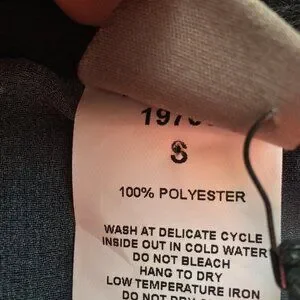 S
100% POLYESTER
WASH AT DELICATE CYCLE
INSIDE OUT IN COLD WATER
DO NOT BLEACH
HANG TO DRY
LOW TEMPERATURE IRON
DO NOT